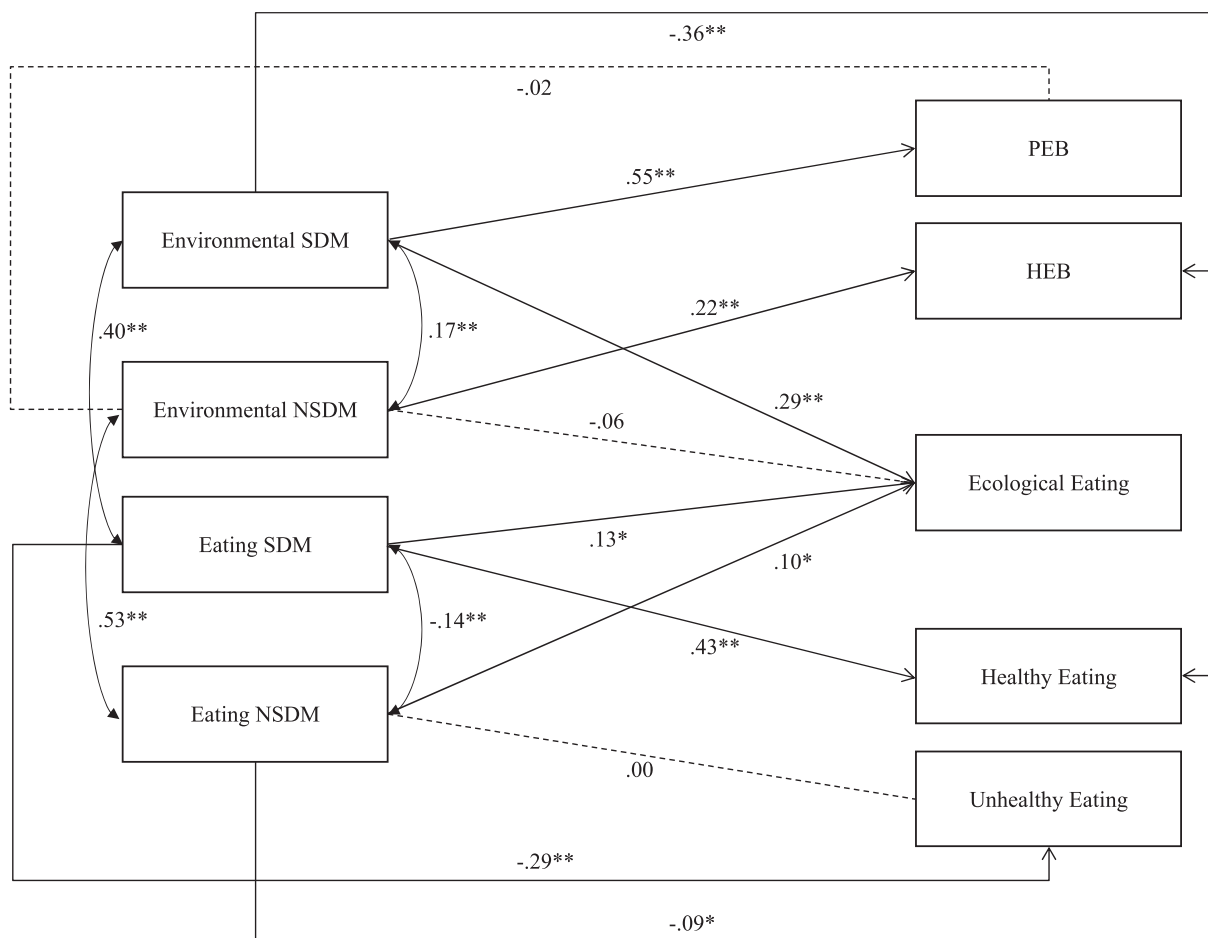 -.36**
-.02
PEB
.55**
Environmental SDM
HEB
.22**
.40**
.17**
.29**
Environmental NSDM
-.06
Ecological Eating
.13*
Eating SDM
.10*
.53**
-.14**
.43**
Healthy Eating
Eating NSDM
.00
Unhealthy Eating
-.29**
-.09*